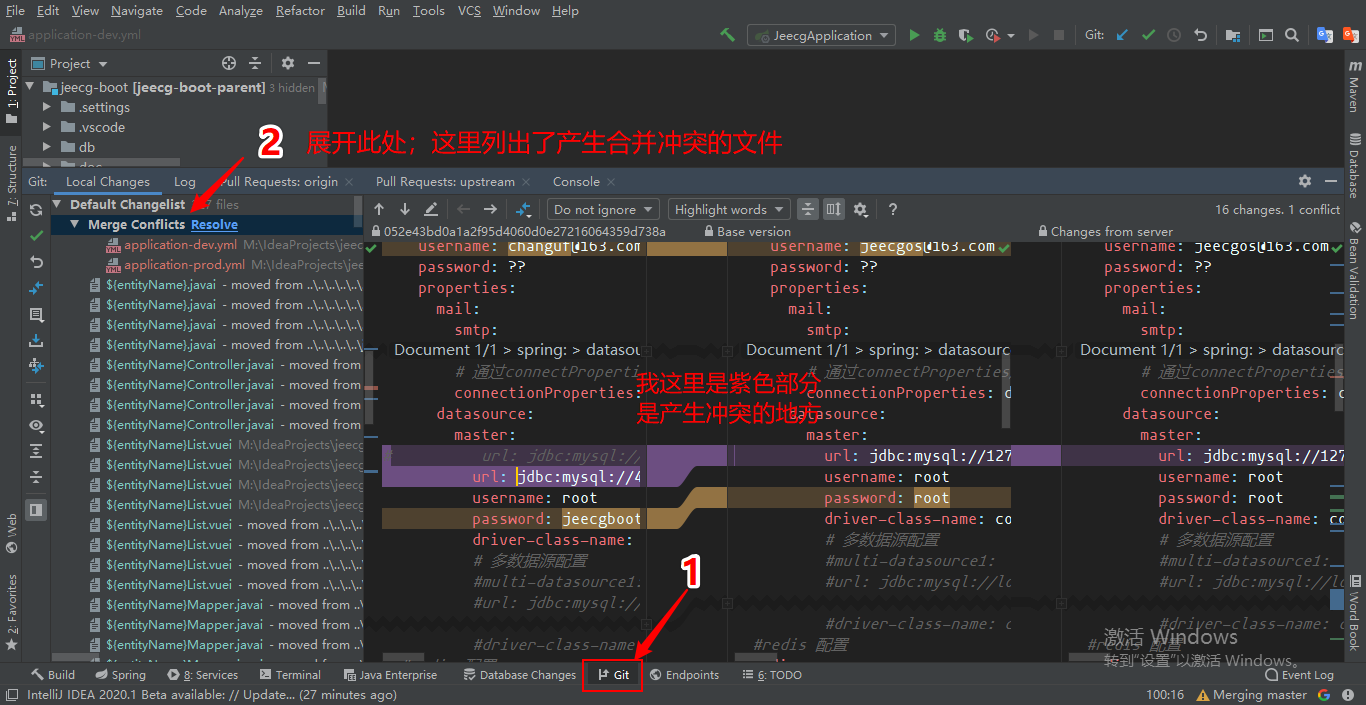 File Edit View Navigate Code Analyze Refactor Build Run Tools VCS Window Help
application-dev.yml
JeecgApplication
Git:
1: Project
7: Structure
Web
2: Favorites
Maven
Database
Bean Validation
Word Book
Project
jeecg-boot [jeecg-boot-parent] 3 hidden
.settings
.vscode
db
2 展开此处；这里列出了产生合并冲突的文件
Git: Local Changes Log Pull Requests: origin Pull Requests: upstream Console
Default Changelist files
Merge Conflicts Resolve
application-dev.yml M:\IdeaProjects\jeec
application-prod.yml M:\IdeaProjects\jee
${entityName}.javai - moved from ..\..\..\..\
${entityName}.javai - moved from ..\..\..\..\
${entityName}.javai - moved from ..\..\..\..\
${entityName}.javai - moved from ..\..\..\..\
${entityName}Controller.javai - moved from
${entityName}Controller.javai - moved from
${entityName}Controller.javai - moved from
${entityName}Controller.javai - moved from
${entityName}List.vuei M:\IdeaProjects\jeecg
${entityName}List.vuei M:\IdeaProjects\jeecg
${entityName}List.vuei M:\IdeaProjects\jeecg
${entityName}List.vuei M:\IdeaProjects\jeecg
${entityName}List.vuei - moved from ..\..\..\
${entityName}List.vuei - moved from ..\..\..\
${entityName}List.vuei - moved from ..\..\..\
${entityName}List.vuei - moved from ..\..\..\
${entityName}Mapper.javai - moved from ..\
${entityName}Mapper.javai - moved from ..\
${entityName}Mapper.javai - moved from ..\
Do not ignore Highlight words ? 16 changes. 1 conflict
052e43bd0a1a2f95d4060d0e27216064359d738a Base version Changes from server
username: changuf@163.com
password: ??
properties:
mail:
smtp:
Document 1/1 > spring: > datasou
# 通过connectProperti
connectionProperties:
datasource:
master:
url: jdbc:mysql://
url: jdbc:mysql://4
username: root
password: jeecgboot
driver-class-name:
# 多数据源配置
#multi-datasource1:
#url: jdbc:mysql://
#driver-class-name
username: jeecgos@163.com
password: ??
properties:
mail:
smtp:
Document 1/1 > spring: > datasourc
# 通过connectProperties
connectionProperties: d
datasource:
master:
url: jdbc:mysql://127
username: root
password: root
driver-class-name: co
# 多数据源配置
#multi-datasource1:
#url: jdbc:mysql://lo
#driver-class-name: c
#redis 配置
username: jeecgos@163.com
password: ??
properties:
mail:
smtp:
Document 1/1 > spring: > datasourc
# 通过connectProperties
connectionProperties: d
datasource:
master:
url: jdbc:mysql://127
username: root
password: root
driver-class-name: co
# 多数据源配置
#multi-datasource1:
#url: jdbc:mysql://lo
#driver-class-name: c
#redis 配置
我这里是紫色部分
是产生冲突的地方
1
激活 Windows
转到“设置”以激活 Windows。
Build Spring 8: Services Terminal Java Enterprise Database Changes Git Endpoints 6: TODO Event Log
IntelliJ IDEA 2020.1 Beta available: // Update... (27 minutes ago) 100:16 Merging master